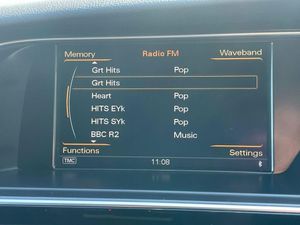 Memory Radio FM Waveband
Grt Hits Pop
Grt Hits
Heart Pop
HITS EYk Pop
HITS SYk Pop
BBC R2 Music
Functions Settings
TMC 11:08